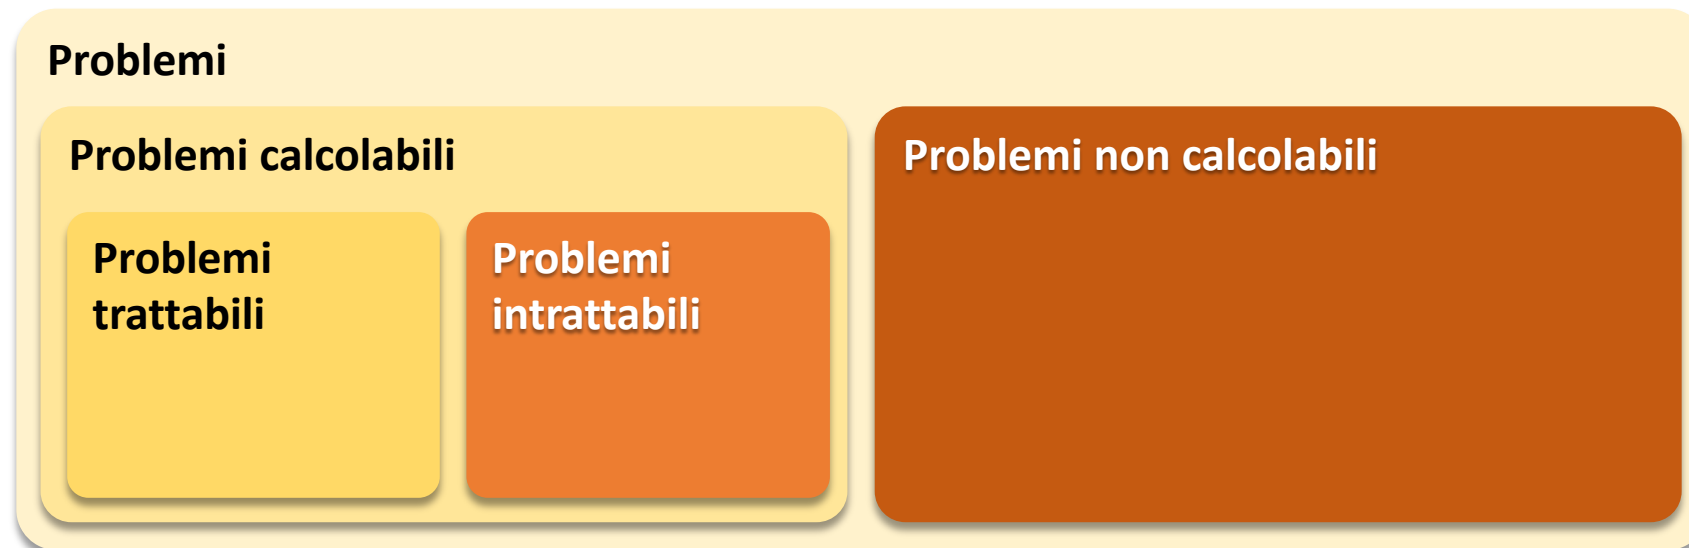 Problemi
Problemi calcolabili
Problemi non calcolabili
Problemi
trattabili
Problemi
intrattabili